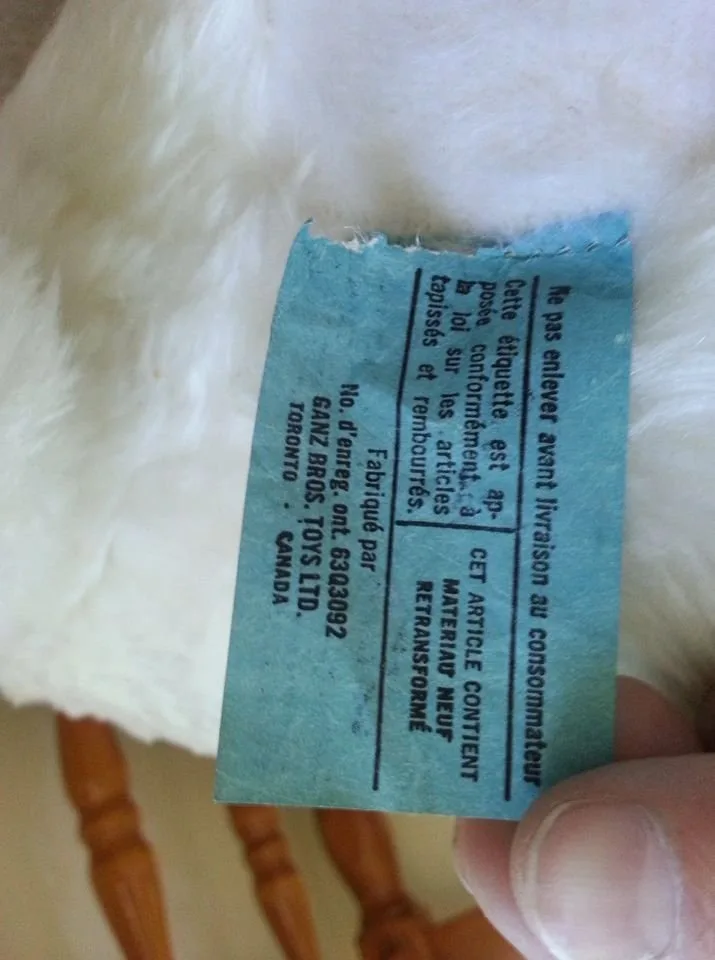 Ne pas enlever avant livraison au consommateur
Cette étiquette est ap-
posée conformément à
la loi sur les articles
tapissés et rembourrés.
CET ARTICLE CONTIENT
MATERIAU NEUF
RETRANSFORMÉ
Fabriqué par
No. d'enreg. ont. 63Q3092
GANZ BROS. TOYS LTD.
TORONTO . CANADA